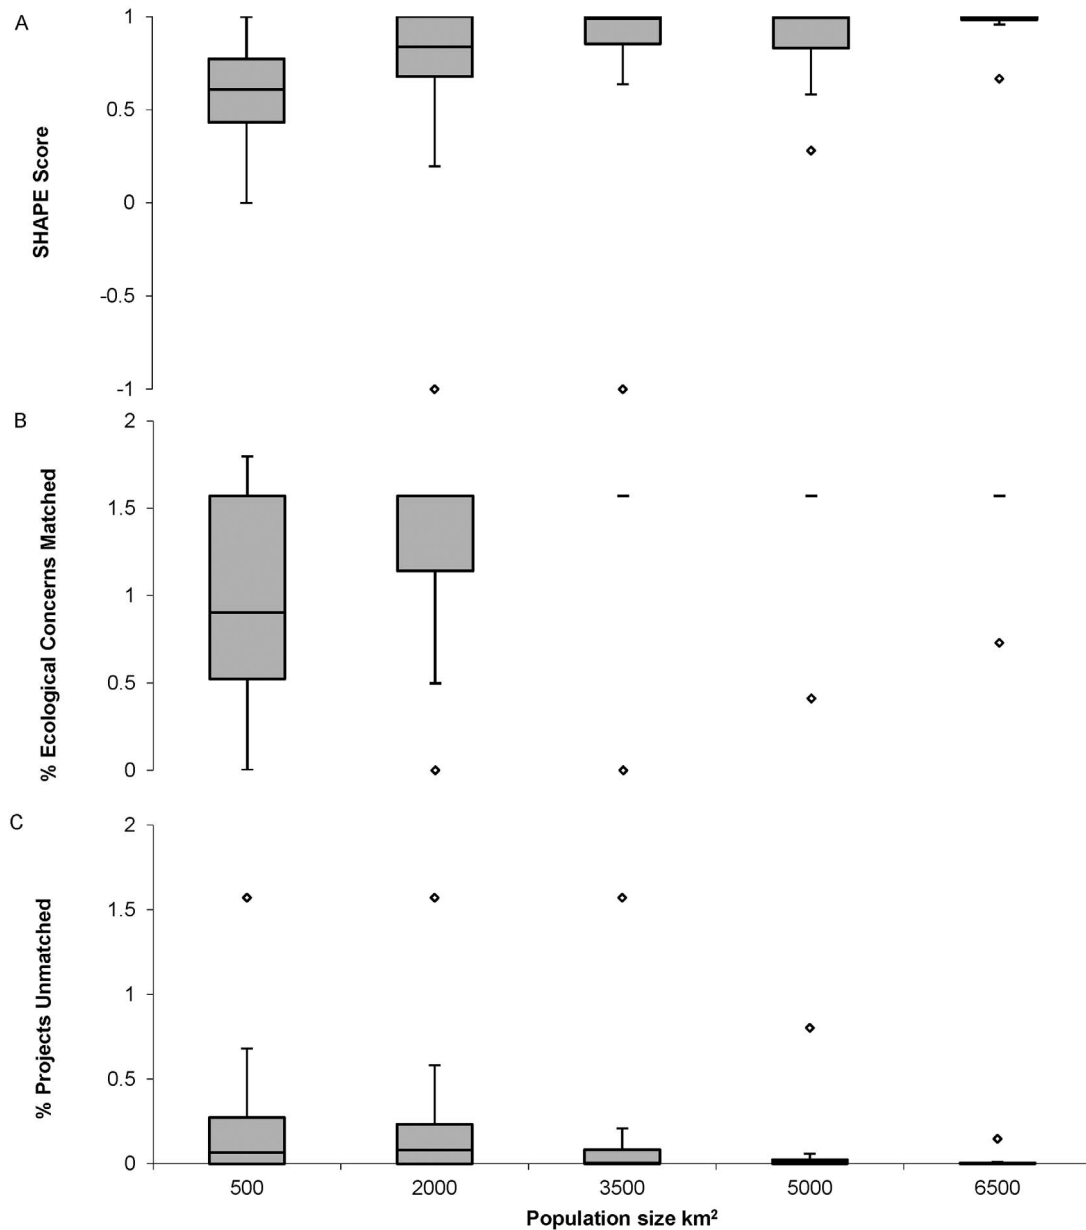 A
SHAPE Score
1
0.5
0
-0.5
-1
B
% Ecological Concerns Matched
2
1.5
1
0.5
0
C
% Projects Unmatched
2
1.5
1
0.5
0
500 2000 3500 5000 6500
Population size km²